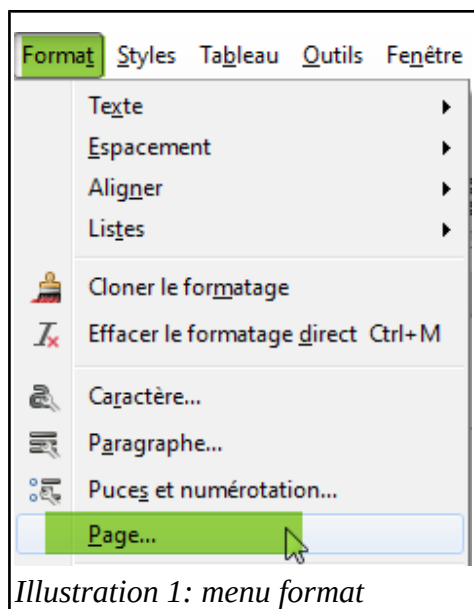 Format Styles Tableau Outils Fenêtre
Texte
Espacement
Aligner
Listes
Cloner le formatage
Effacer le formatage direct Ctrl+M
Caractère...
Paragraphe...
Puces et numérotation...
Page...
Illustration 1: menu format